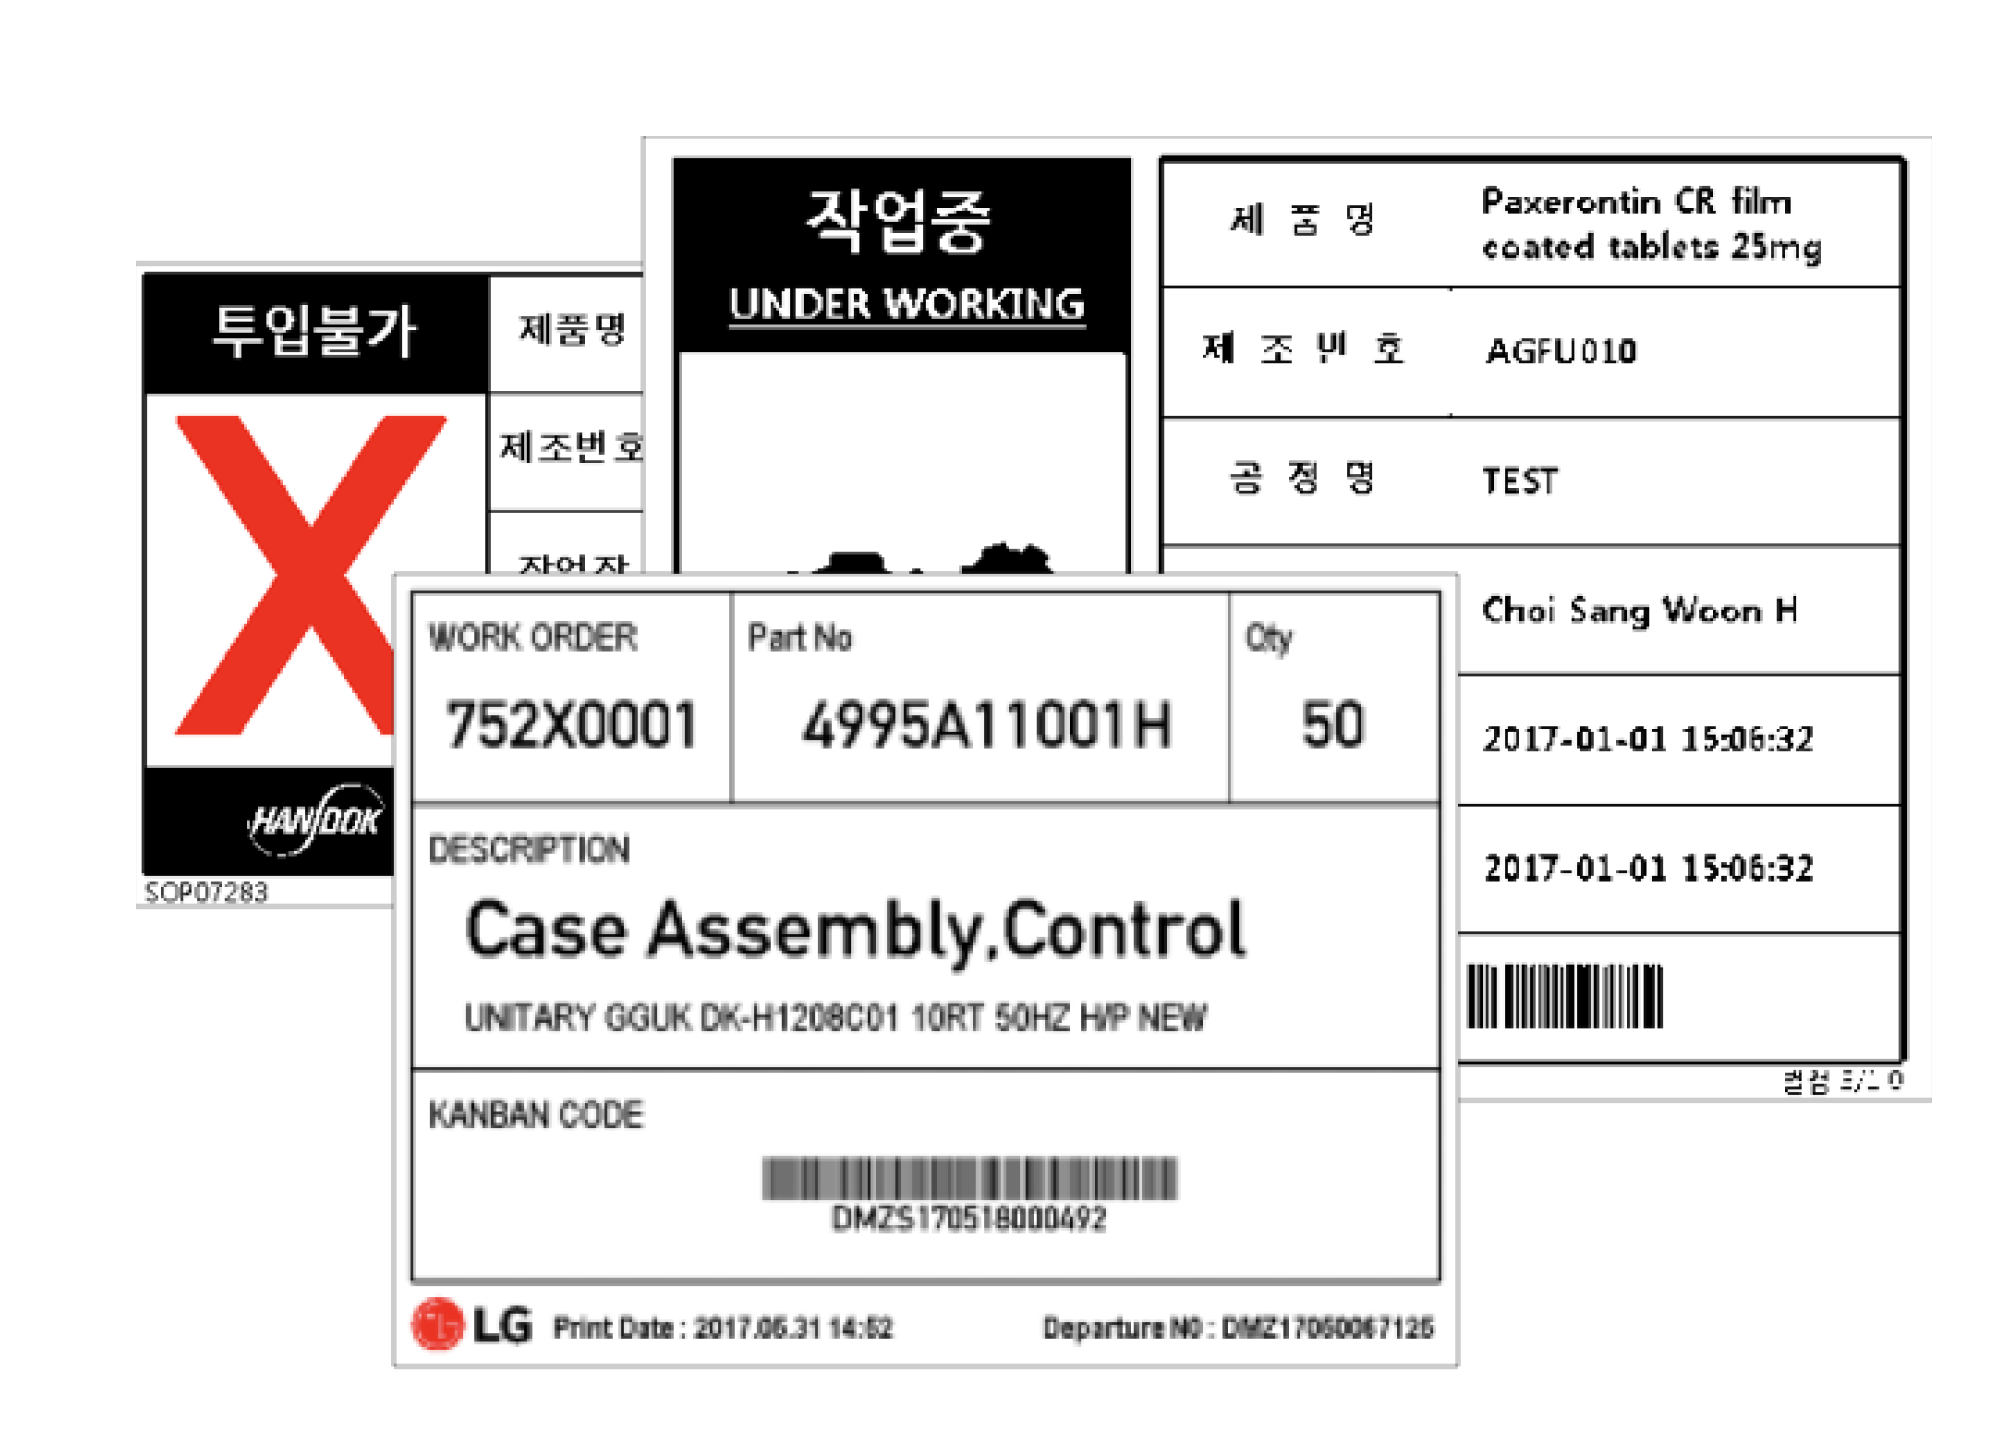 투입불가
제품명
제조번호
작업자
HANDOK
SOP07283
작업중
UNDER WORKING
제 품 명
Paxerontin CR film
coated tablets 25mg
제 조 번 호
AGFU010
공 정 명
TEST
Choi Sang Woon H
2017-01-01 15:06:32
2017-01-01 15:06:32
WORK ORDER
752X0001
Part No
4995A11001H
Qty
50
DESCRIPTION
Case Assembly,Control
UNITARY GGUK DK-H1208C01 10RT 50HZ H/P NEW
KANBAN CODE
DMZS170518000492
LG Print Date : 2017.05.31 14:52
Departure N0 :